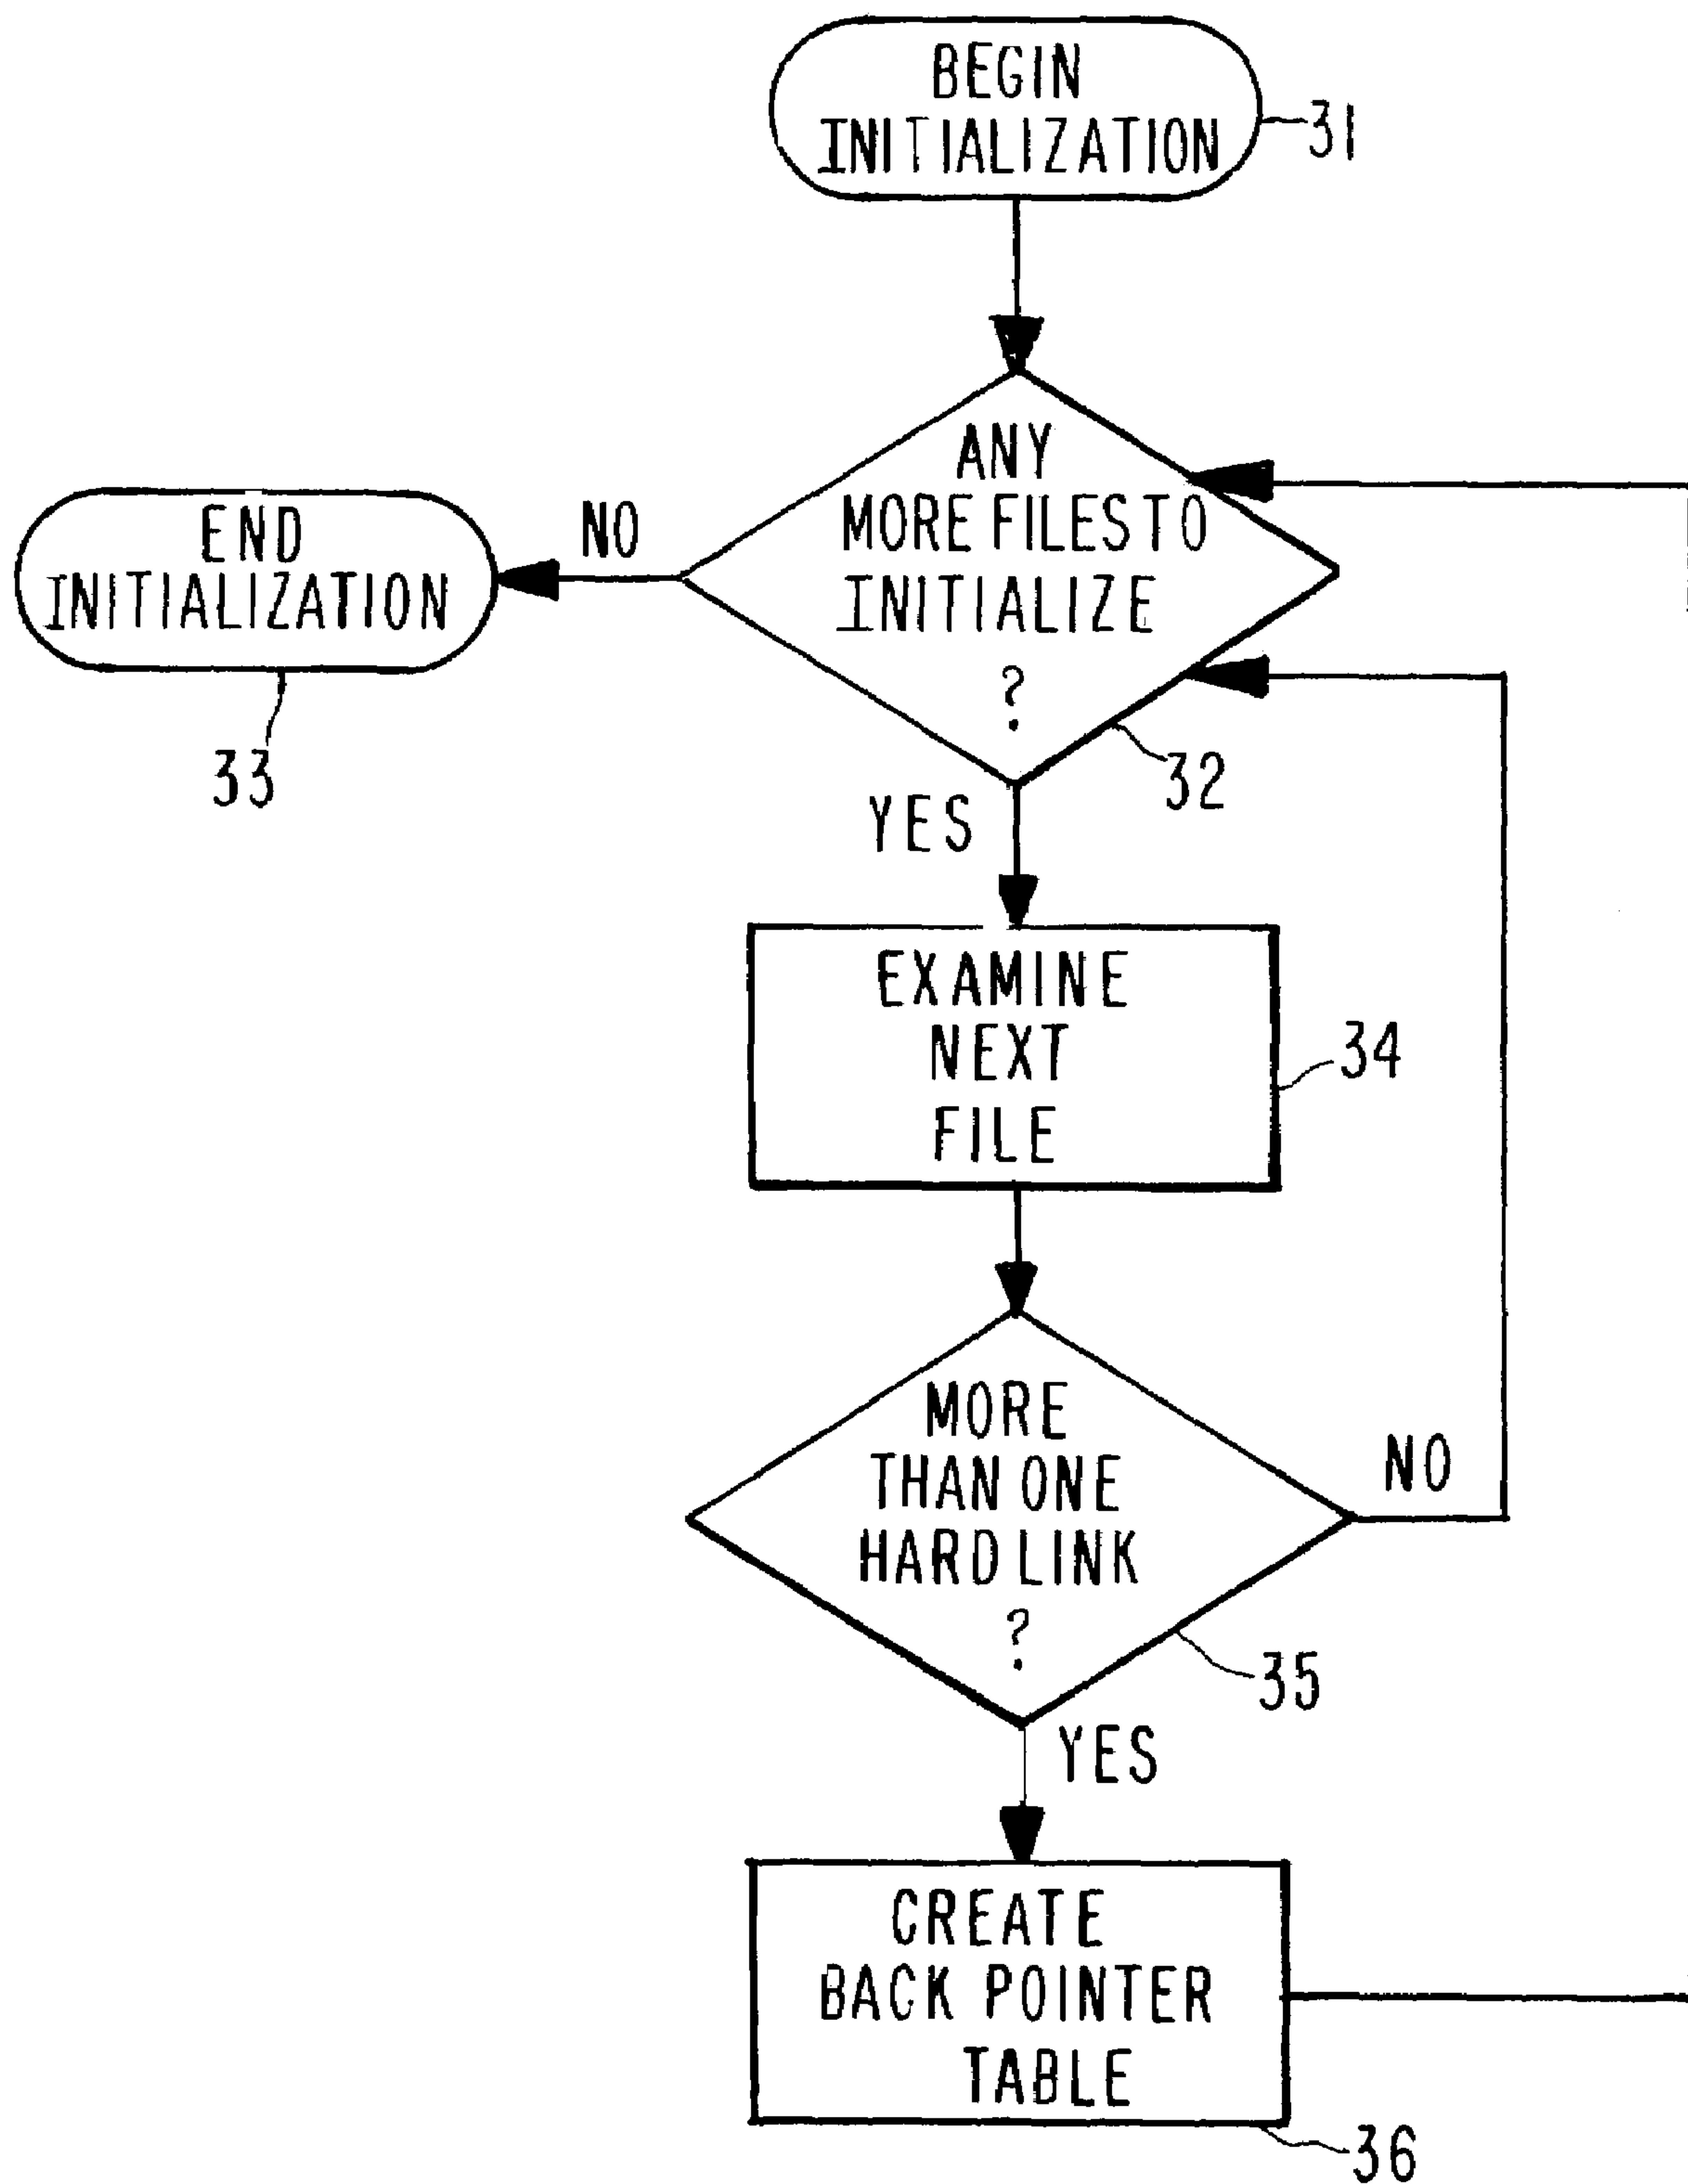 BEGIN
INITIALIZATION
31
ANY
MORE FILES TO
INITIALIZE
?
32
NO
END
INITIALIZATION
33
YES
EXAMINE
NEXT
FILE
34
MORE
THAN ONE
HARD LINK
?
35
NO
YES
CREATE
BACK POINTER
TABLE
36